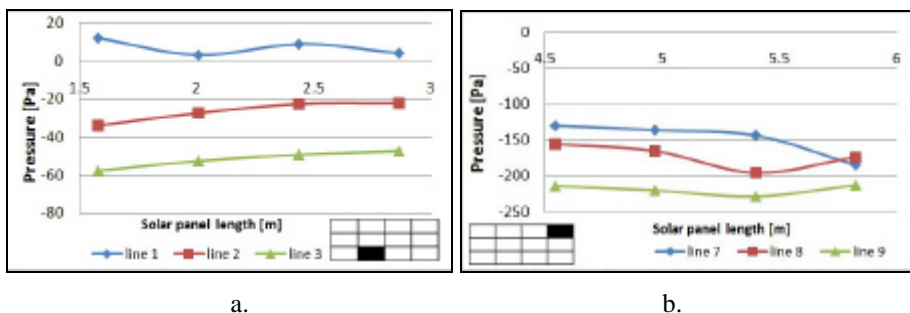 20
0
-20
-40
-60
-80
1.5
2
2.5
3
Pressure [Pa]
Solar panel length [m]
line 1
line 2
line 3
a.
0
-50
-100
-150
-200
-250
4.5
5
5.5
6
Pressure [Pa]
Solar panel length [m]
line 7
line 8
line 9
b.